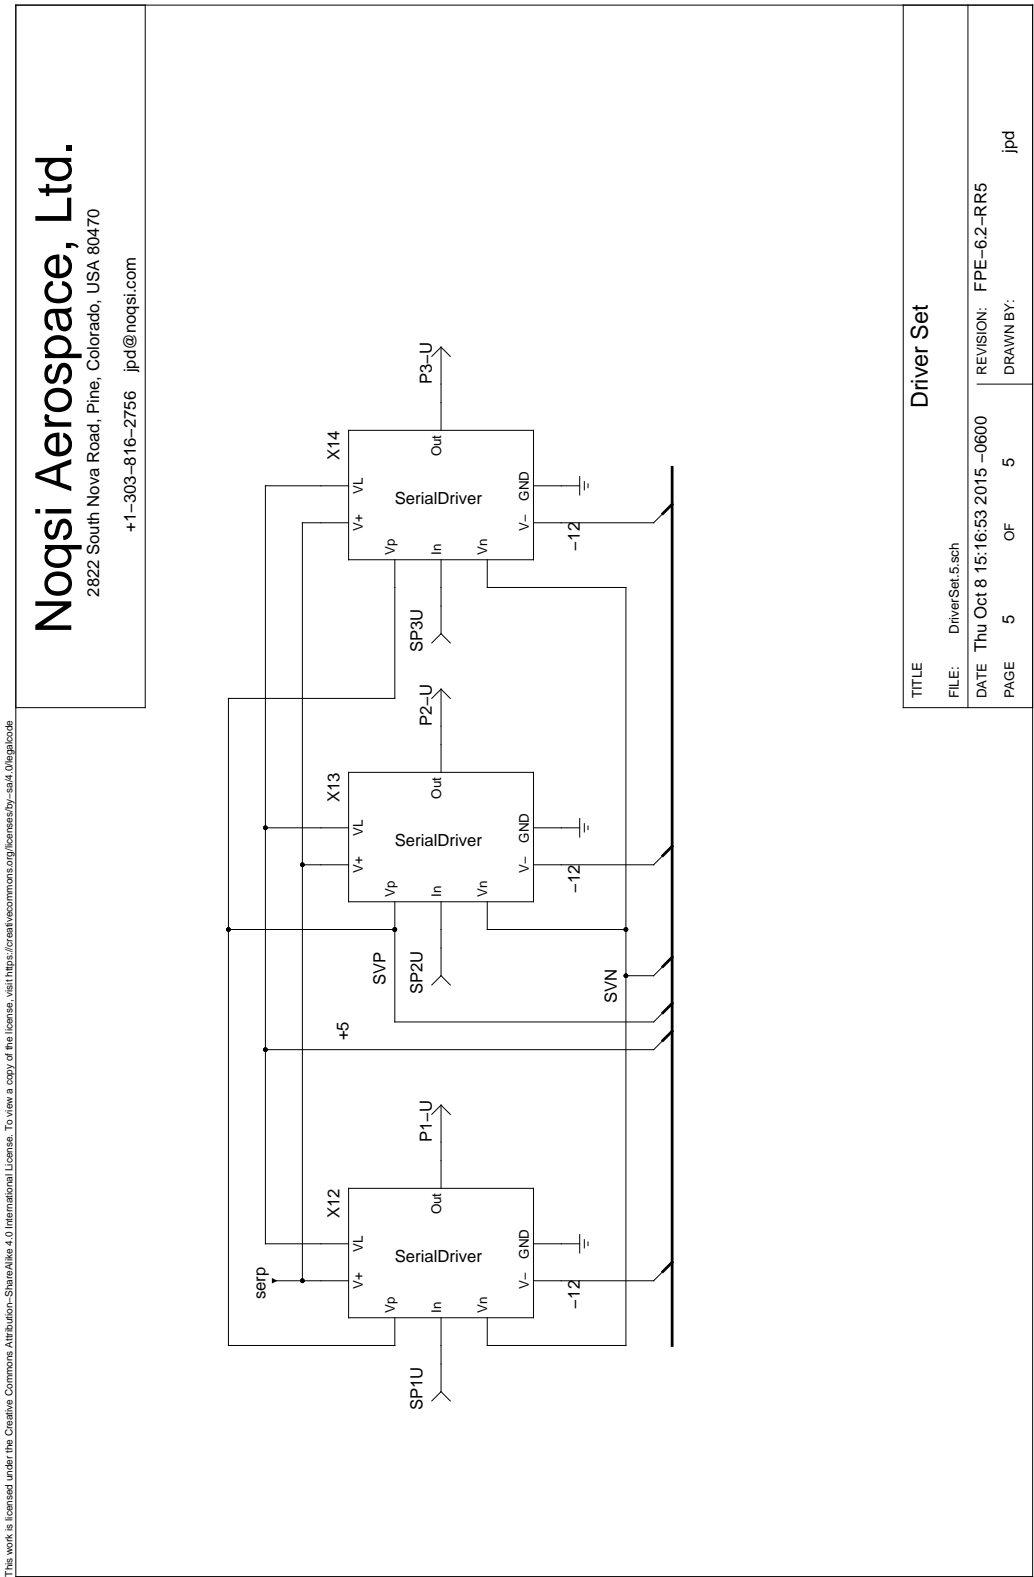 This work is licensed under the Creative Commons Attribution−ShareAlike 4.0 International License. To view a copy of the license, visit https://creativecommons.org/licenses/by−sa/4.0/legalcode
Noqsi Aerospace, Ltd.
2822 South Nova Road, Pine, Colorado, USA 80470
+1−303−816−2756 jpd@noqsi.com
serp
X12
V+
VL
Vp
SP1U
In
SerialDriver
Out
P1−U
Vn
V−
GND
−12
+5
SVP
X13
V+
VL
Vp
SP2U
In
SerialDriver
Out
P2−U
Vn
V−
GND
−12
SVN
X14
V+
VL
Vp
SP3U
In
SerialDriver
Out
P3−U
Vn
V−
GND
−12
TITLE
Driver Set
FILE: DriverSet.5.sch
DATE Thu Oct 8 15:16:53 2015 −0600
REVISION: FPE−6.2−RR5
PAGE 5 OF 5
DRAWN BY: jpd